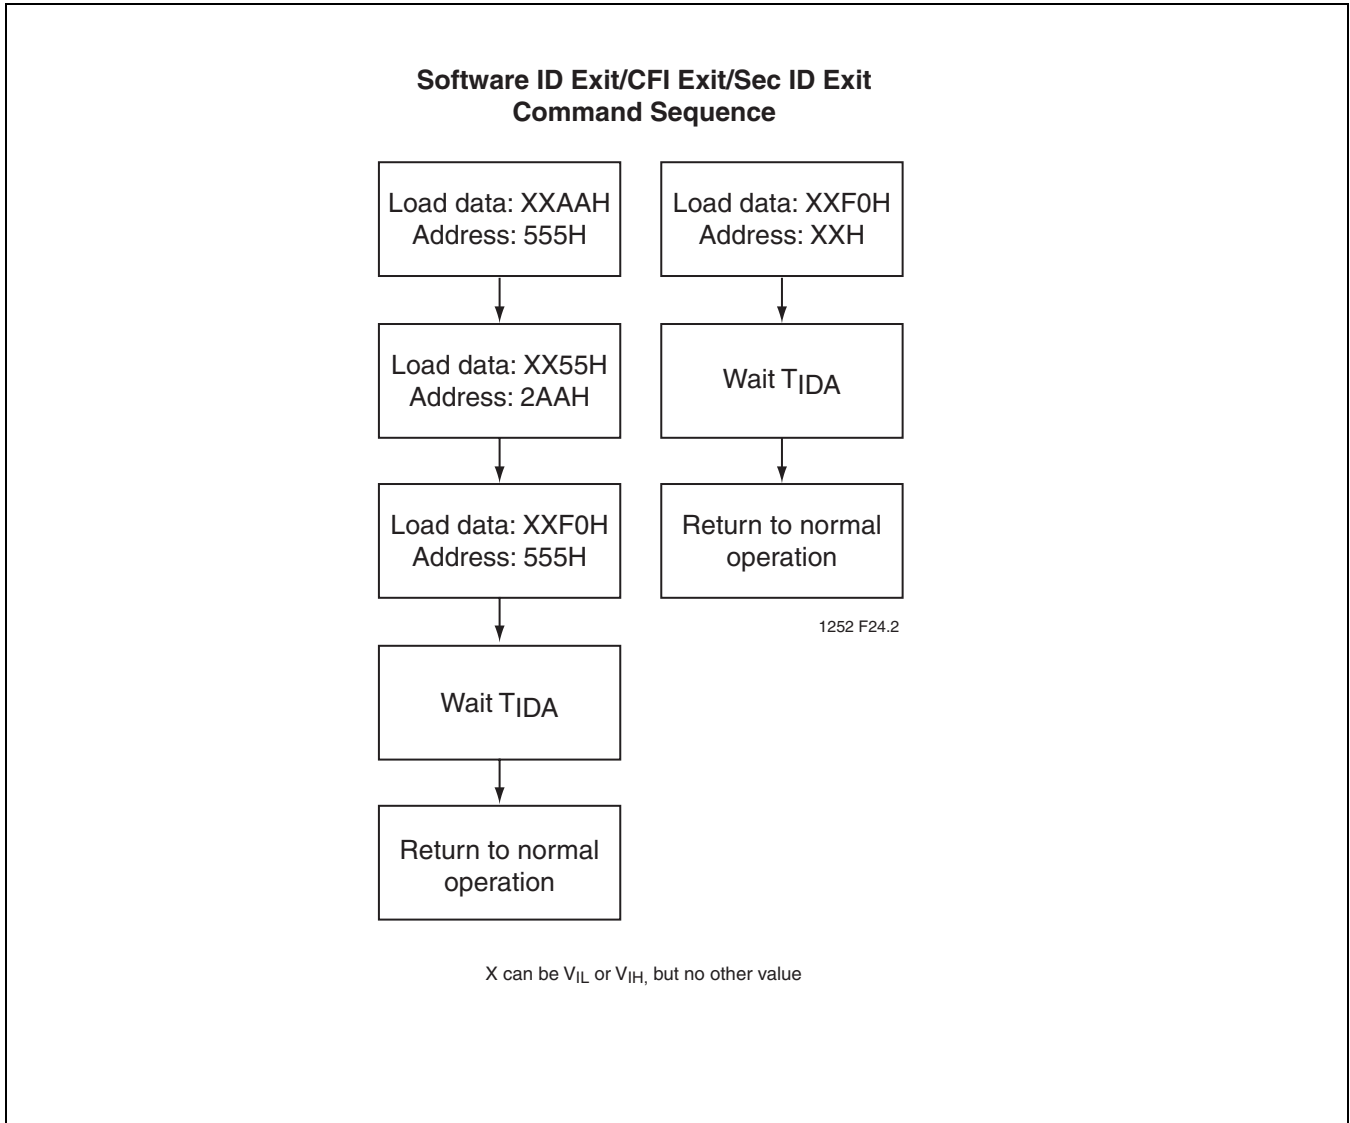 Software ID Exit/CFI Exit/Sec ID Exit
Command Sequence
Load data: XXAAH
Address: 555H
Load data: XX55H
Address: 2AAH
Load data: XXF0H
Address: 555H
Wait TIDA
Return to normal
operation
Load data: XXF0H
Address: XXH
Wait TIDA
Return to normal
operation
1252 F24.2
X can be VIL or VIH, but no other value